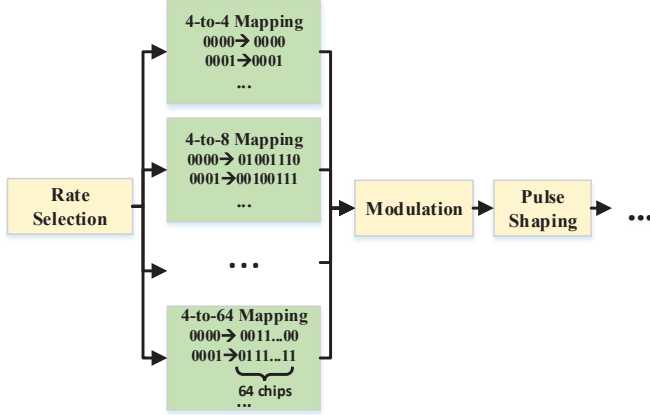 4-to-4 Mapping
0000→ 0000
0001→0001
...
4-to-8 Mapping
0000→ 01001110
0001→00100111
...
Rate
Selection
Modulation
Pulse
Shaping
...
...
4-to-64 Mapping
0000→ 0011...00
0001→0111...11
64 chips
...